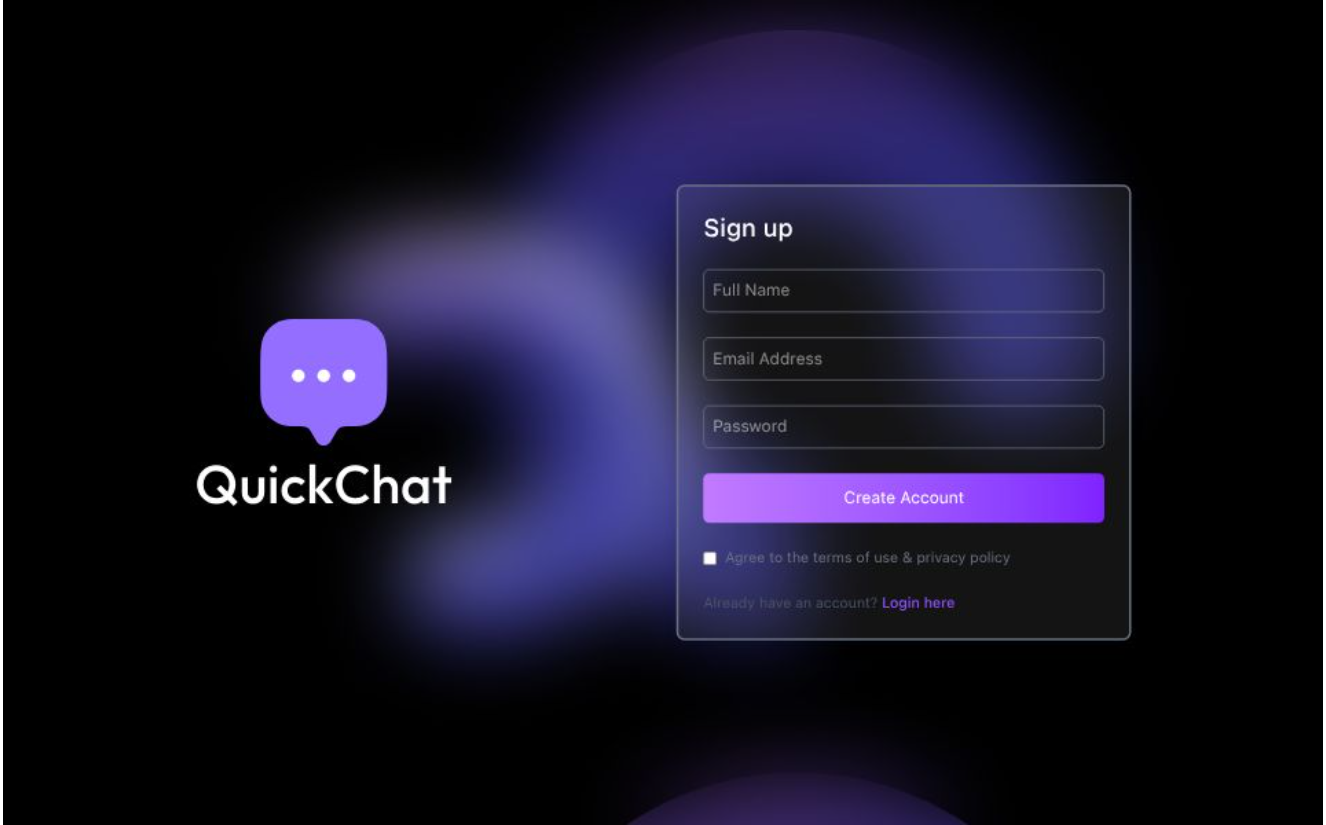 QuickChat
Sign up
Full Name
Email Address
Password
Create Account
Agree to the terms of use & privacy policy
Already have an account? Login here